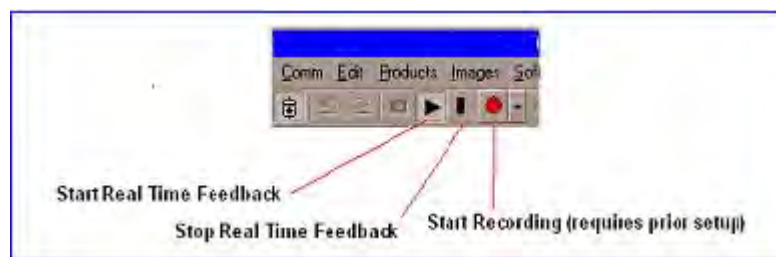 Comm Edit Products Images
Start Real Time Feedback
Stop Real Time Feedback
Start Recording (requires prior setup)